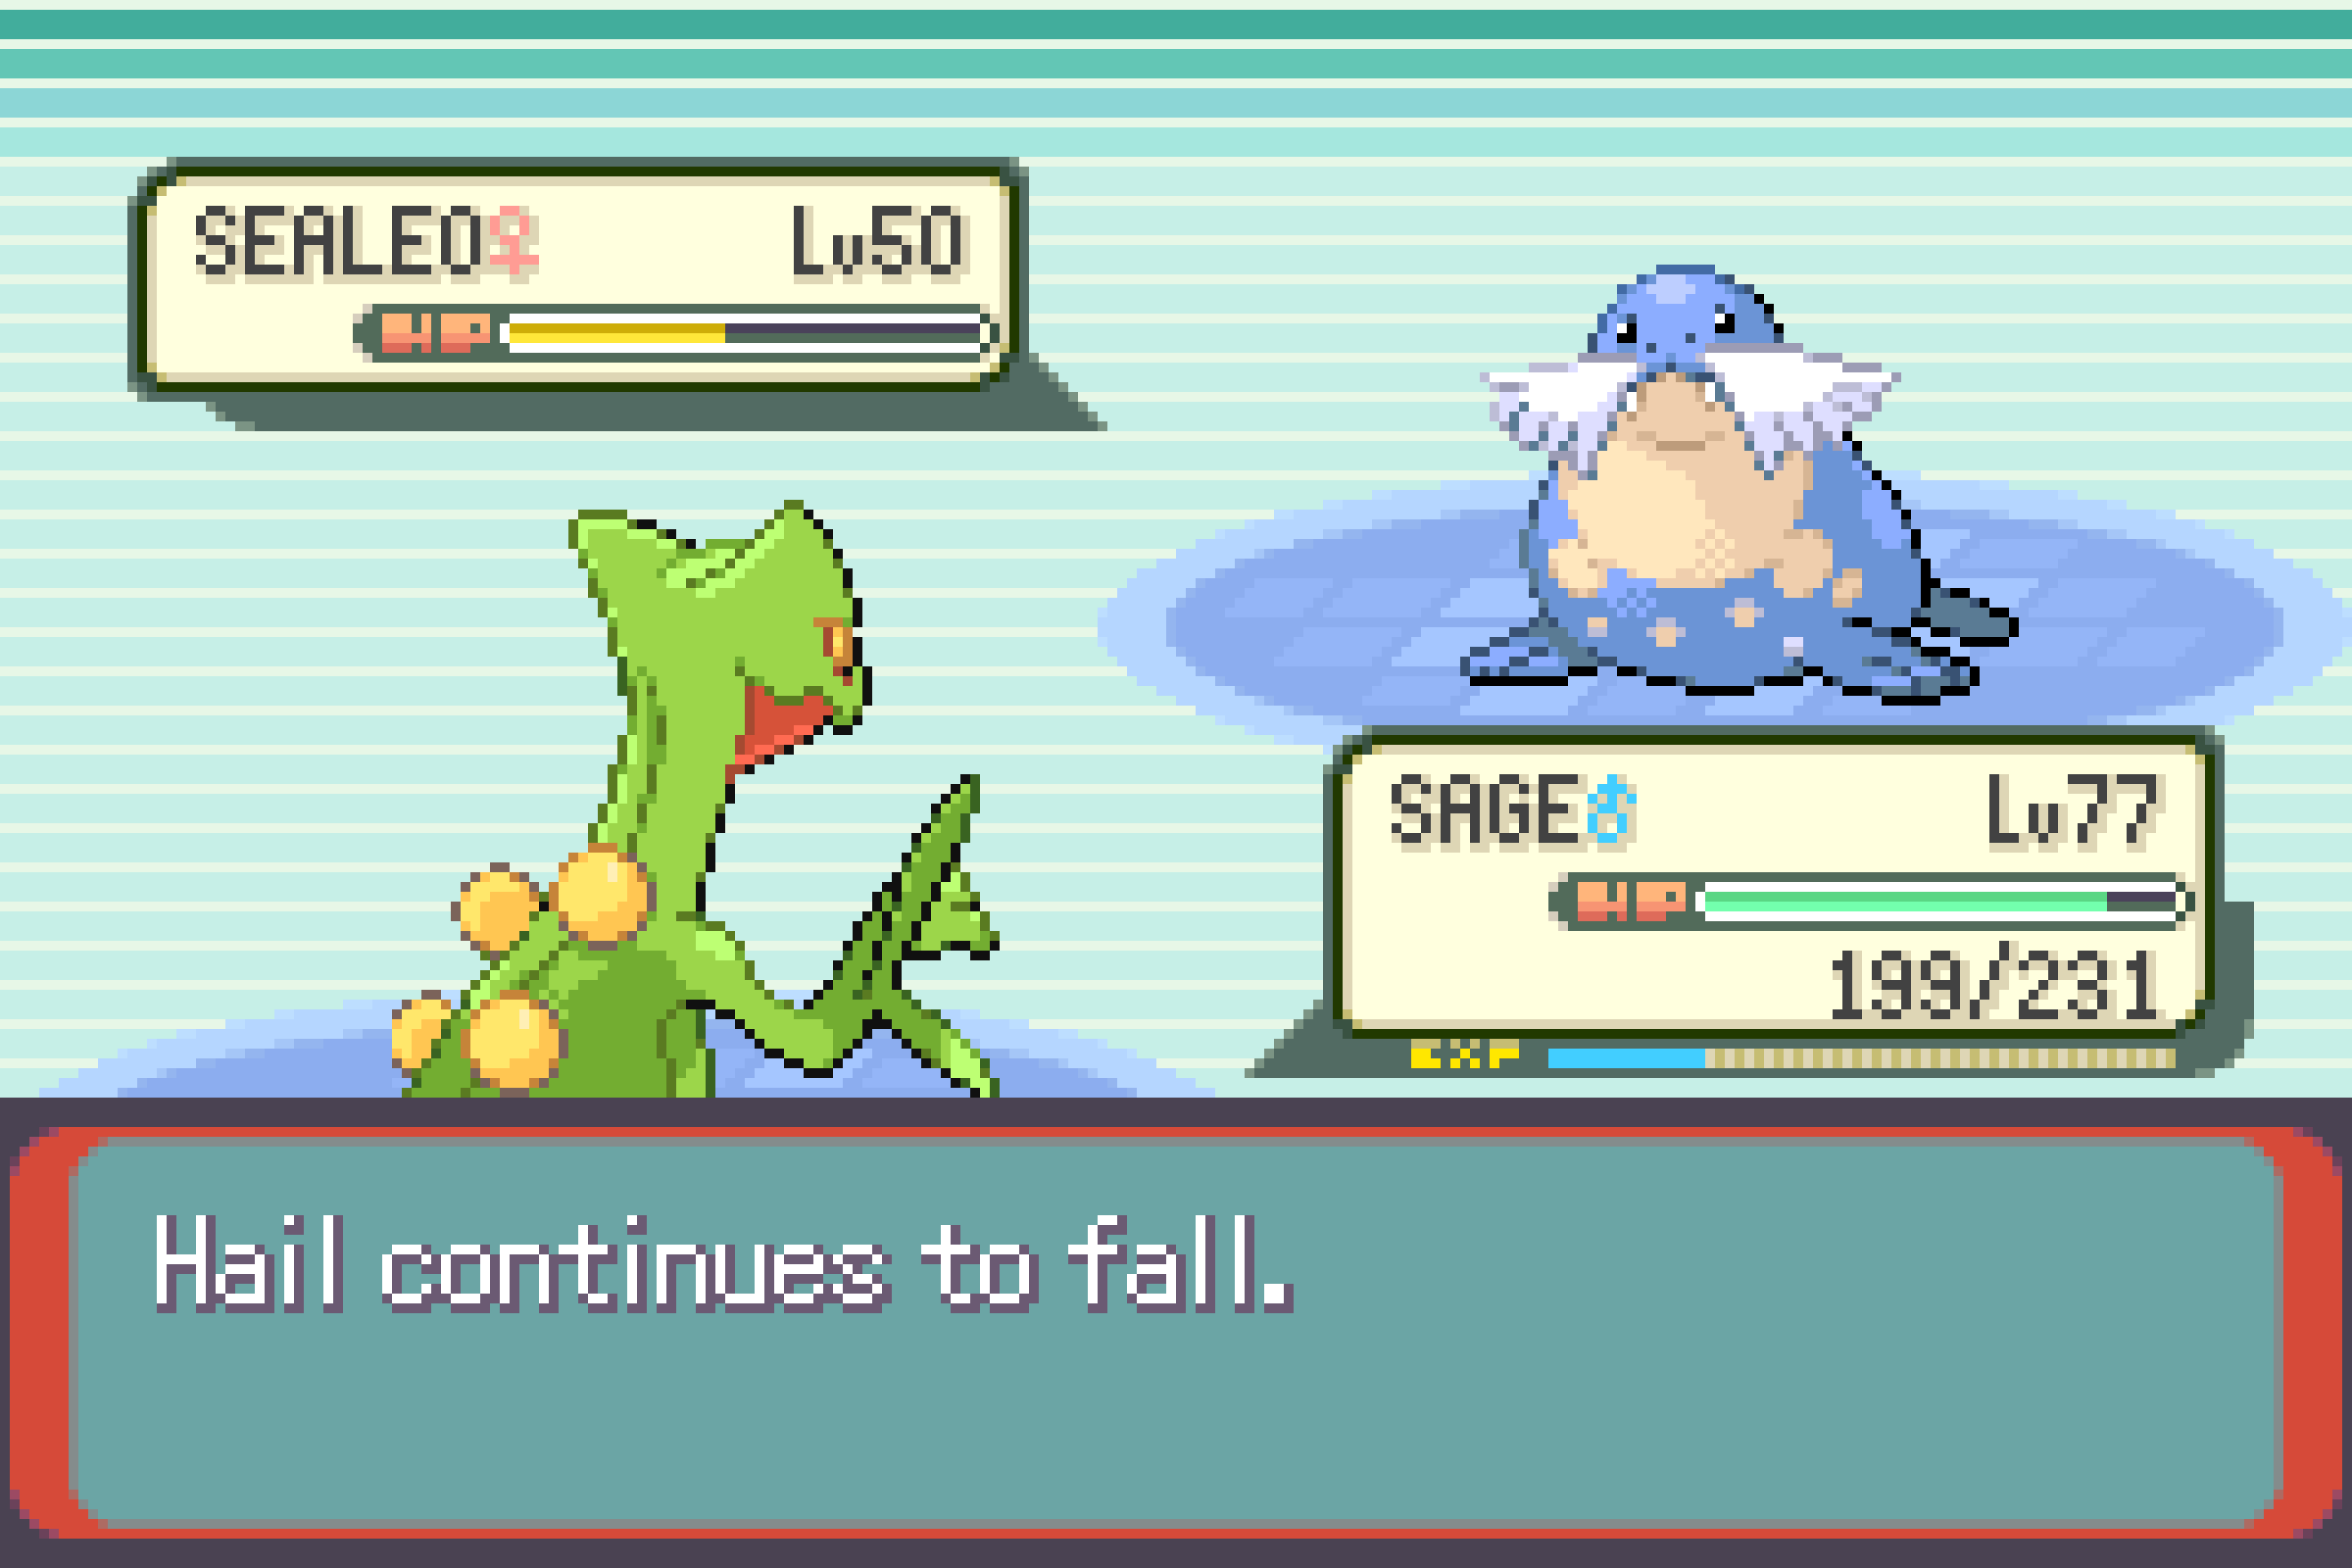 SEALEO♀ Lv50
HP
SAGE♂ Lv77
HP
199/231
EXP
Hail continues to fall.